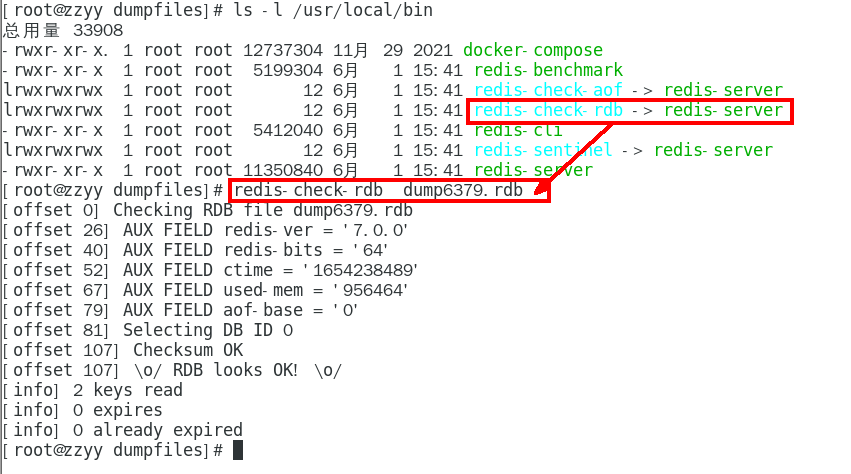 [root@zzyy dumpfiles]# ls -l /usr/local/bin
总用量 33908
-rwxr-xr-x. 1 root root 12737304 11月 29 2021 docker-compose
-rwxr-xr-x 1 root root 5199304 6月 1 15:41 redis-benchmark
lrwxrwxrwx 1 root root 12 6月 1 15:41 redis-check-aof -> redis-server
lrwxrwxrwx 1 root root 12 6月 1 15:41 redis-check-rdb -> redis-server
-rwxr-xr-x 1 root root 5412040 6月 1 15:41 redis-cli
lrwxrwxrwx 1 root root 12 6月 1 15:41 redis-sentinel -> redis-server
-rwxr-xr-x 1 root root 11350840 6月 1 15:41 redis-server
[root@zzyy dumpfiles]# redis-check-rdb dump6379.rdb
[offset 0] Checking RDB file dump6379.rdb
[offset 26] AUX FIELD redis-ver = '7.0.0'
[offset 40] AUX FIELD redis-bits = '64'
[offset 52] AUX FIELD ctime = '1654238489'
[offset 67] AUX FIELD used-mem = '956464'
[offset 79] AUX FIELD aof-base = '0'
[offset 81] Selecting DB ID 0
[offset 107] Checksum OK
[offset 107] \o/ RDB looks OK! \o/
[info] 2 keys read
[info] 0 expires
[info] 0 already expired
[root@zzyy dumpfiles]#